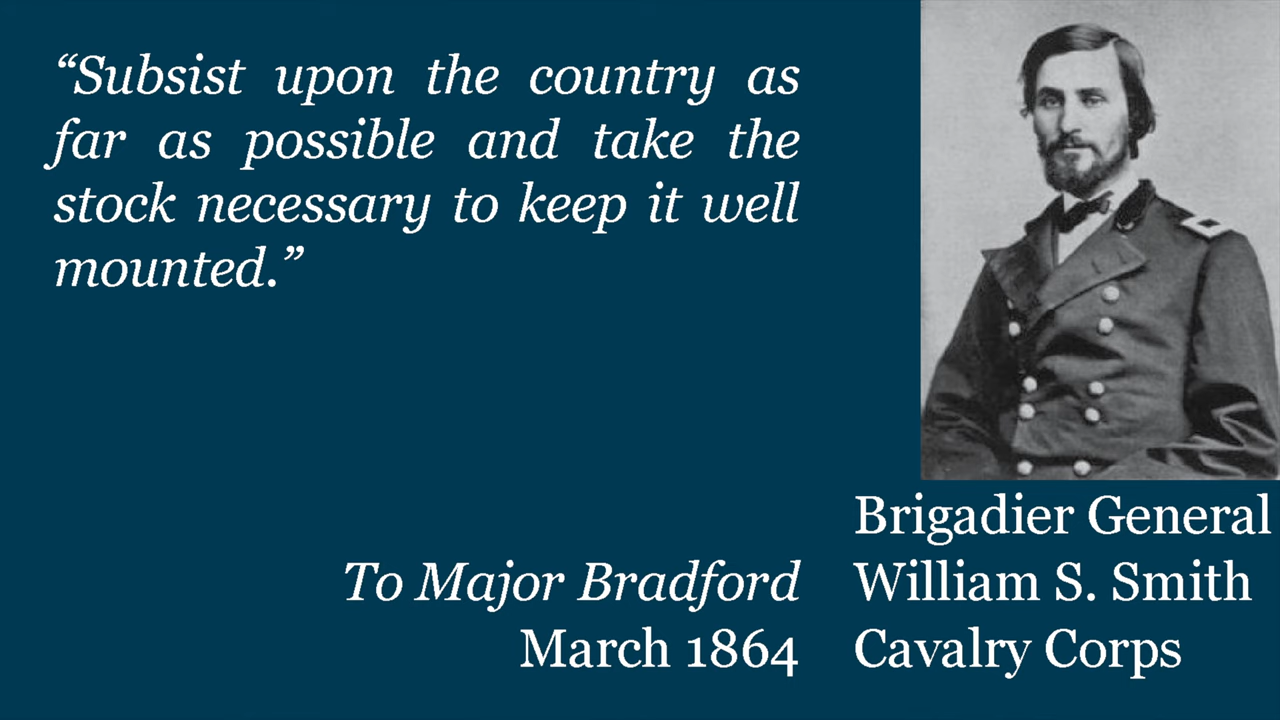 “Subsist upon the country as
far as possible and take the
stock necessary to keep it well
mounted.”
To Major Bradford
March 1864
Brigadier General
William S. Smith
Cavalry Corps